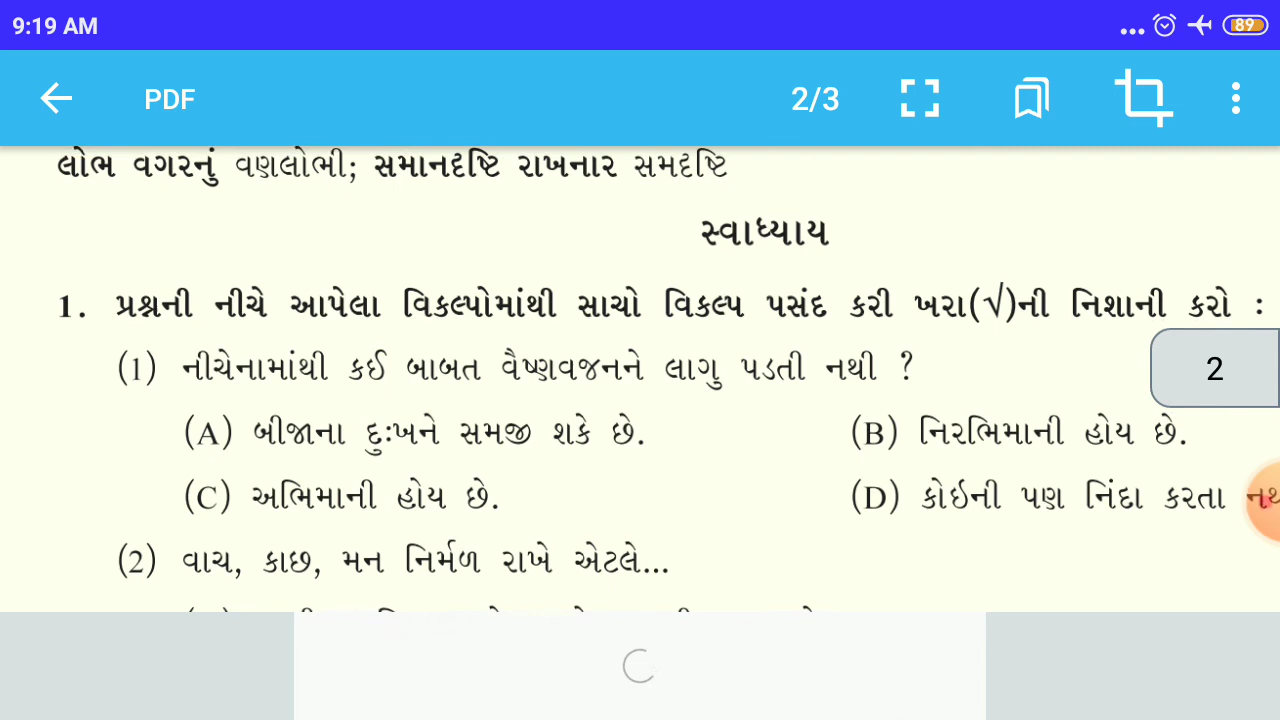 9:19 AM
89
PDF
2/3
લોભ વગરનું વણલોભી; સમાનદૃષ્ટિ રાખનાર સમદૃષ્ટિ
સ્વાધ્યાય
1. પ્રશ્નની નીચે આપેલા વિકલ્પોમાંથી સાચો વિકલ્પ પસંદ કરી ખરા(√)ની નિશાની કરો :
(1) નીચેનામાંથી કઈ બાબત વૈષ્ણવજનને લાગુ પડતી નથી ?
2
(A) બીજાના દુઃખને સમજી શકે છે. (B) નિરભિમાની હોય છે.
(C) અભિમાની હોય છે. (D) કોઇની પણ નિંદા કરતા
(2) વાચ, કાછ, મન નિર્મળ રાખે એટલે...